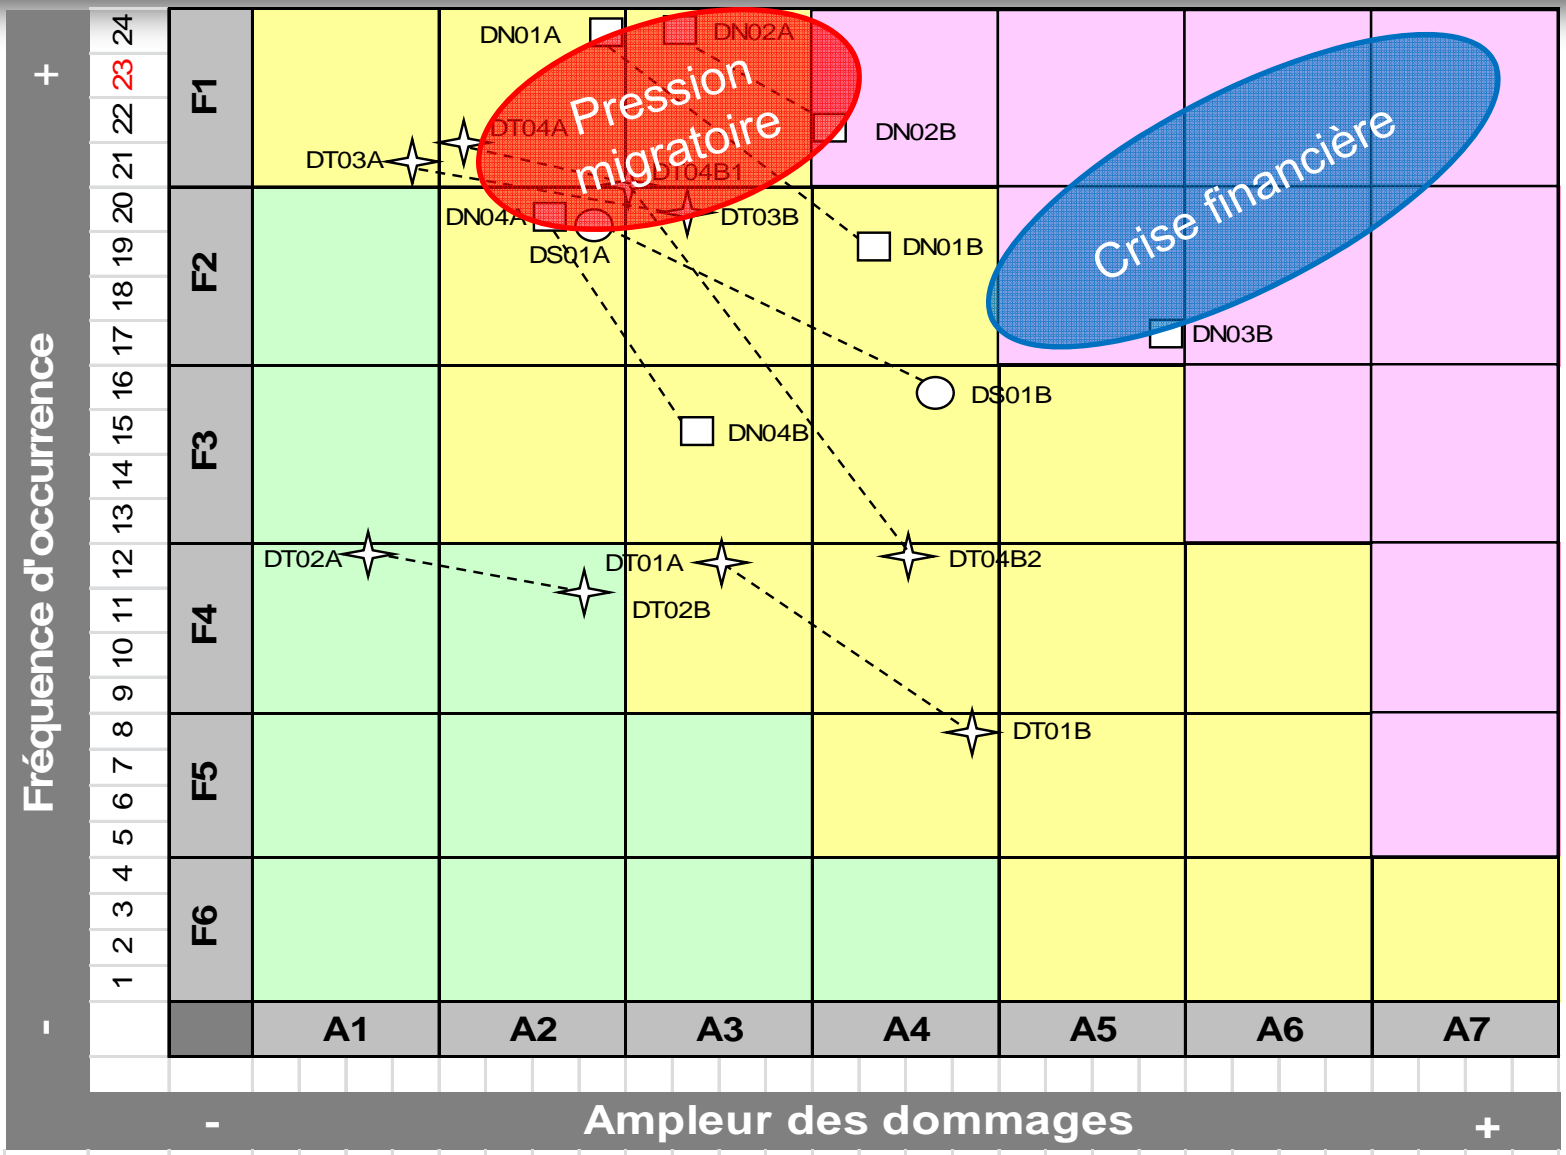 Fréquence d'occurrence
+
-
24
23
22
21
20
19
18
17
16
15
14
13
12
11
10
9
8
7
6
5
4
3
2
1
F1
F2
F3
F4
F5
F6
DN01A
DN02A
Pression
migratoire
DT04A
DN02B
DT03A
DT04B1
DN04A
DT03B
DS01A
DN01B
Crise financière
DN03B
DS01B
DN04B
DT02A
DT01A
DT04B2
DT02B
DT01B
A1 A2 A3 A4 A5 A6 A7
- Ampleur des dommages +